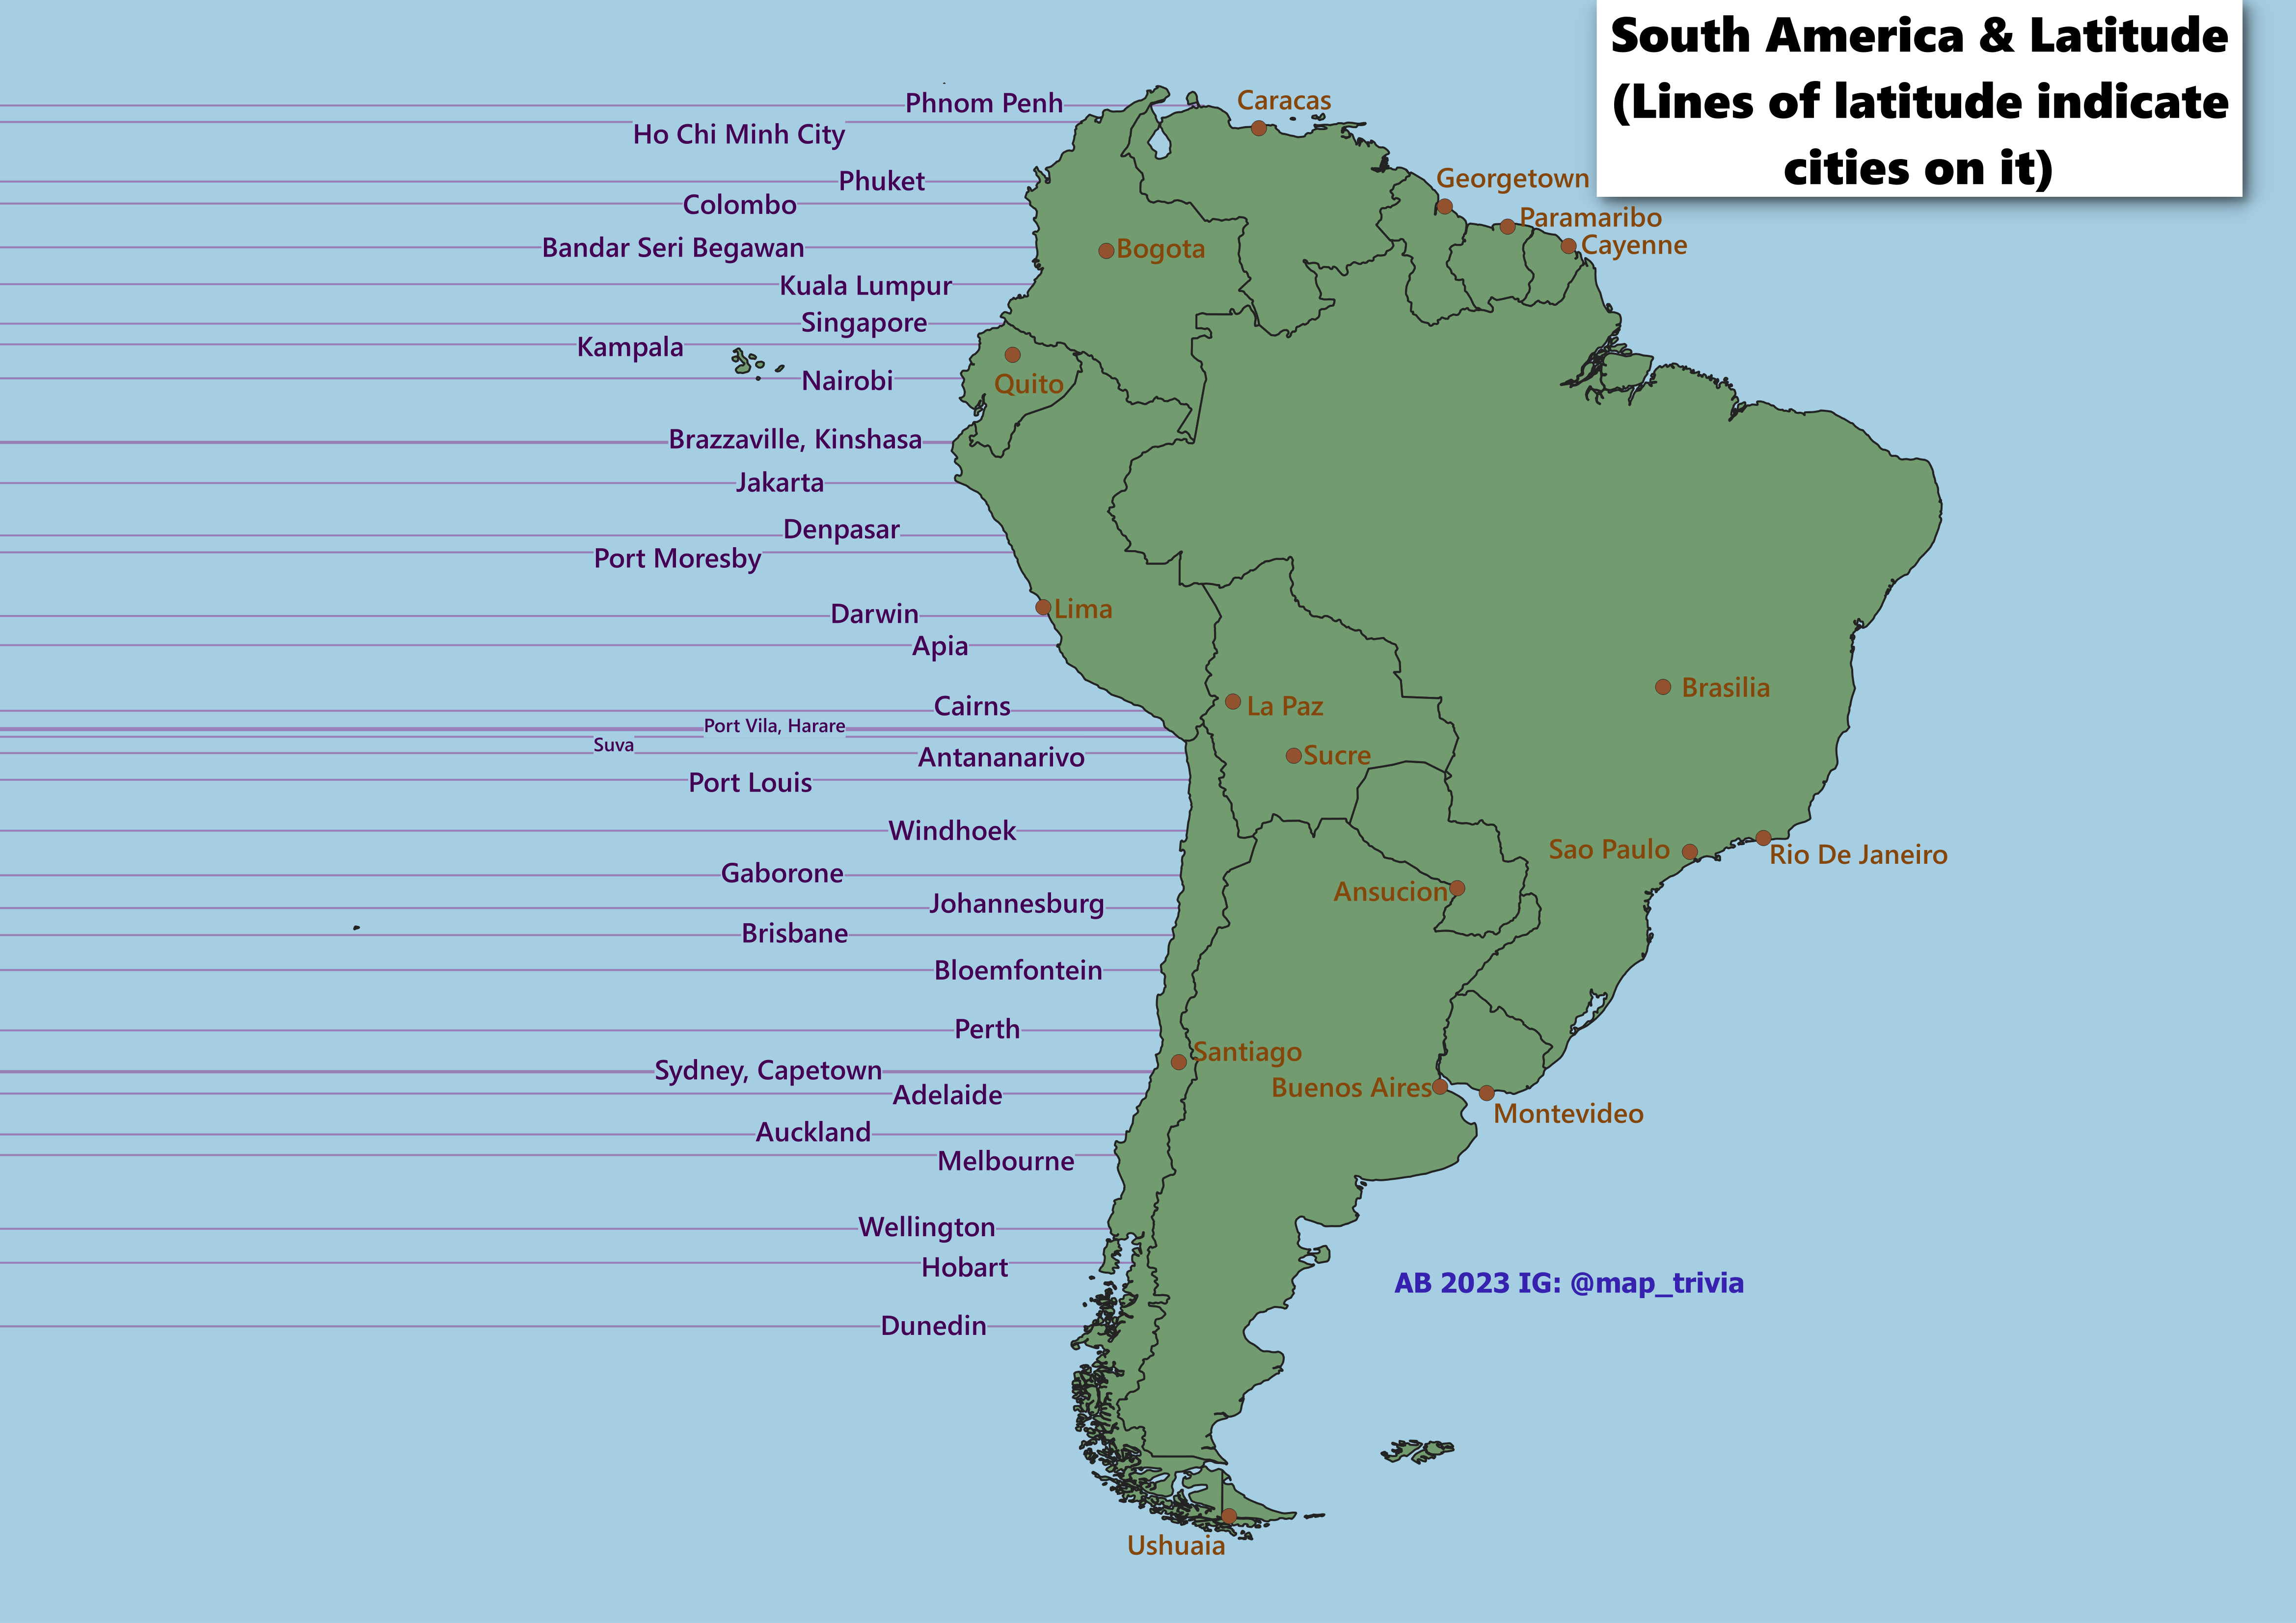 South America & Latitude
(Lines of latitude indicate
cities on it)
Phnom Penh
Caracas
Ho Chi Minh City
Phuket
Georgetown
Colombo
Paramaribo
Bandar Seri Begawan
Bogota
Cayenne
Kuala Lumpur
Singapore
Kampala
Nairobi
Quito
Brazzaville, Kinshasa
Jakarta
Denpasar
Port Moresby
Darwin
Lima
Apia
Brasilia
Cairns
La Paz
Port Vila, Harare
Suva
Antananarivo
Sucre
Port Louis
Windhoek
Sao Paulo
Rio De Janeiro
Gaborone
Ansucion
Johannesburg
Brisbane
Bloemfontein
Perth
Santiago
Sydney, Capetown
Buenos Aires
Adelaide
Montevideo
Auckland
Melbourne
Wellington
Hobart
AB 2023 IG: @map_trivia
Dunedin
Ushuaia